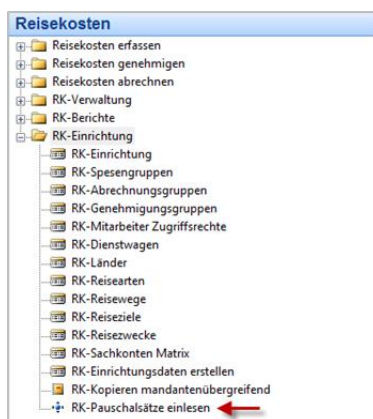 Reisekosten
Reisekosten erfassen
Reisekosten genehmigen
Reisekosten abrechnen
RK-Verwaltung
RK-Berichte
RK-Einrichtung
RK-Einrichtung
RK-Spesengruppen
RK-Abrechnungsgruppen
RK-Genehmigungsgruppen
RK-Mitarbeiter Zugriffsrechte
RK-Dienstwagen
RK-Länder
RK-Reisearten
RK-Reisewege
RK-Reiseziele
RK-Reisezwecke
RK-Sachkonten Matrix
RK-Einrichtungsdaten erstellen
RK-Kopieren mandantenübergreifend
RK-Pauschalsätze einlesen